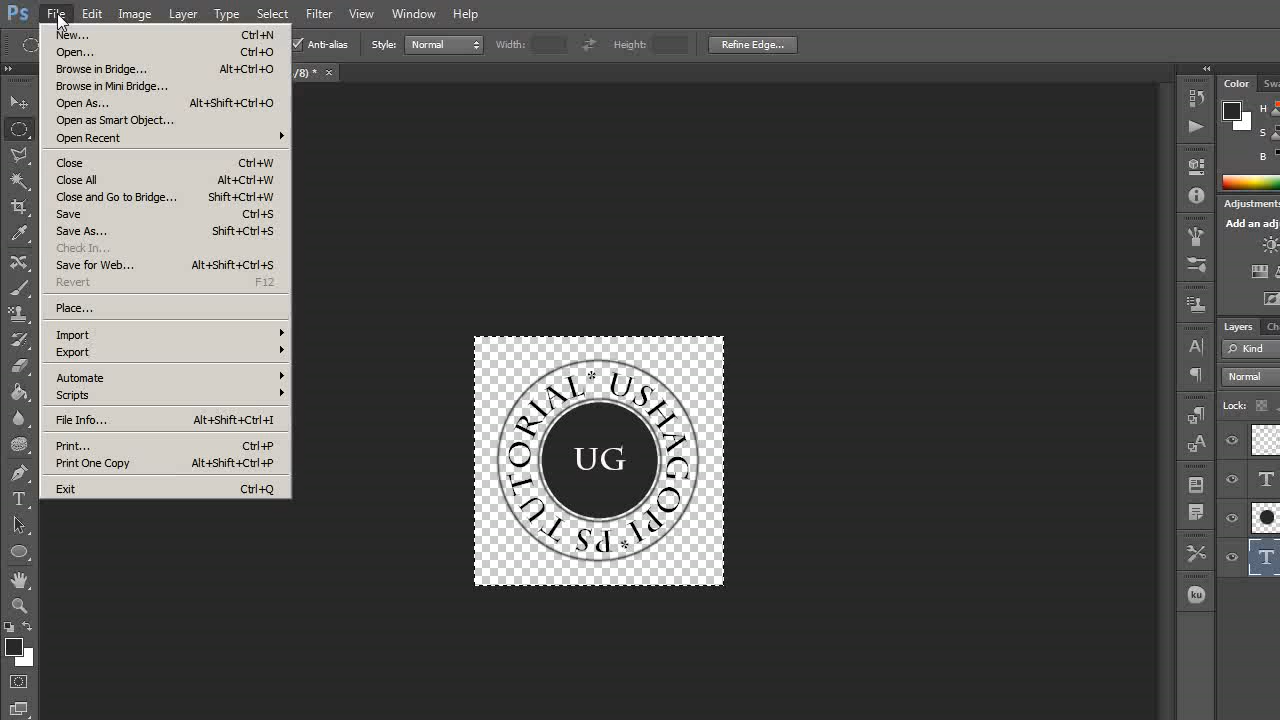 Ps File Edit Image Layer Type Select Filter View Window Help
Anti-alias Style: Normal Width: Height: Refine Edge...
/8) * ×
New... Ctrl+N
Open... Ctrl+O
Browse in Bridge... Alt+Ctrl+O
Browse in Mini Bridge...
Open As... Alt+Shift+Ctrl+O
Open as Smart Object...
Open Recent
Close Ctrl+W
Close All Alt+Ctrl+W
Close and Go to Bridge... Shift+Ctrl+W
Save Ctrl+S
Save As... Shift+Ctrl+S
Check In...
Save for Web... Alt+Shift+Ctrl+S
Revert F12
Place...
Import
Export
Automate
Scripts
File Info... Alt+Shift+Ctrl+I
Print... Ctrl+P
Print One Copy Alt+Shift+Ctrl+P
Exit Ctrl+Q
* USHAGOPI * PS TUTORIAL
UG
Color Swa
H
S
B
Adjustments
Add an adj
Layers Ch
Kind
Normal
Lock:
ku